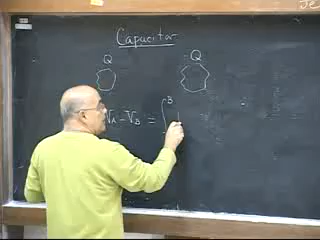 Capacitor
Q -Q
V_A - V_B = ∫^B